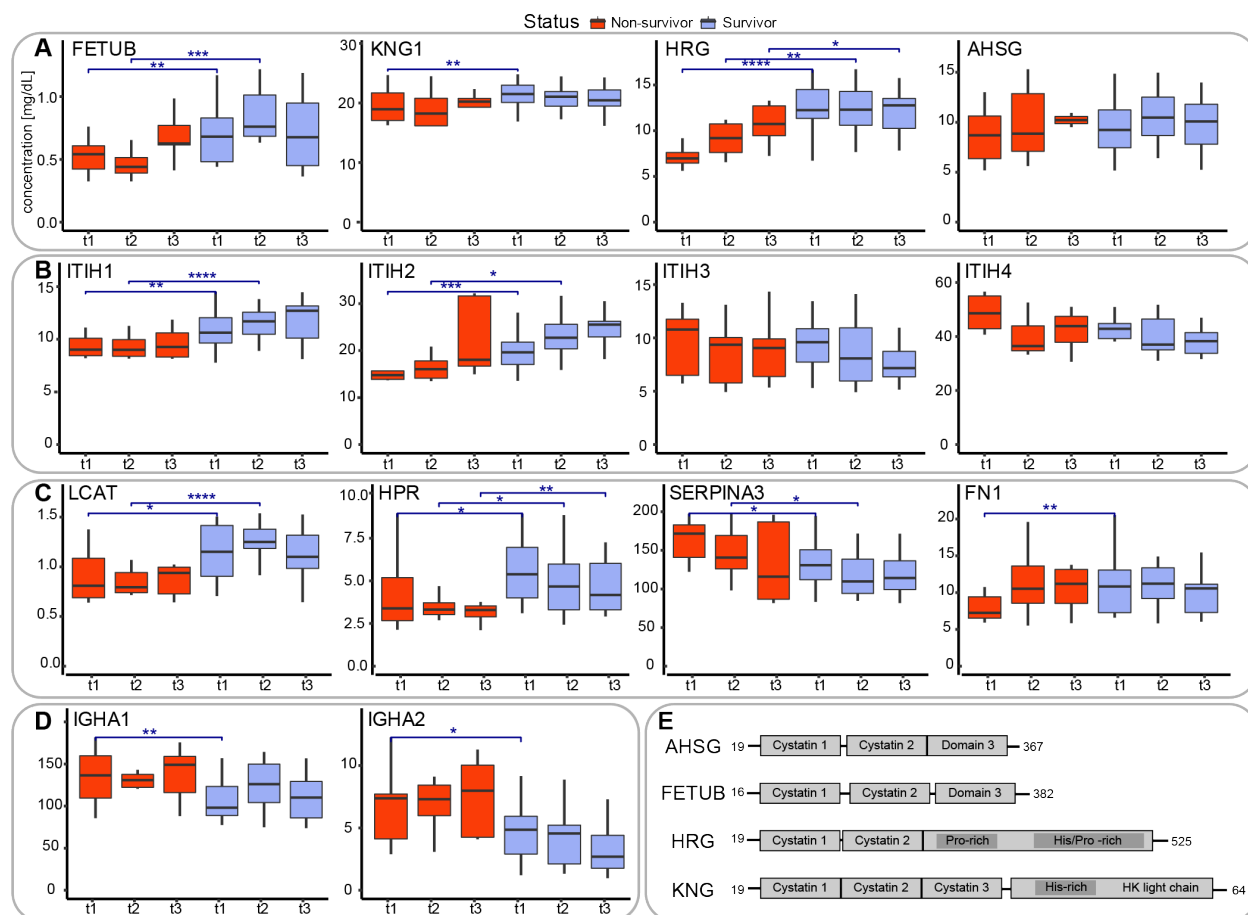 Status Non-survivor Survivor
A FETUB KNG1 HRG AHSG
*** * 
** ** **** **
concentration [mg/dL]
1.0 0.5 0.0
30 20 10 0
15 10 5 0
15 10 5 0
t1 t2 t3 t1 t2 t3 t1 t2 t3 t1 t2 t3 t1 t2 t3 t1 t2 t3 t1 t2 t3 t1 t2 t3
B ITIH1 ITIH2 ITIH3 ITIH4
**** *
** ***
15 10 5 0
30 20 10 0
15 10 5 0
60 40 20 0
t1 t2 t3 t1 t2 t3 t1 t2 t3 t1 t2 t3 t1 t2 t3 t1 t2 t3 t1 t2 t3 t1 t2 t3
C LCAT HPR SERPINA3 FN1
**** ** * *
* * * **
1.5 1.0 0.5 0.0
10.0 7.5 5.0 2.5 0.0
200 150 100 50 0
20 15 10 5 0
t1 t2 t3 t1 t2 t3 t1 t2 t3 t1 t2 t3 t1 t2 t3 t1 t2 t3 t1 t2 t3 t1 t2 t3
D IGHA1 IGHA2
** *
150 100 50 0
10 5 0
t1 t2 t3 t1 t2 t3 t1 t2 t3 t1 t2 t3
E
AHSG 19 Cystatin 1 Cystatin 2 Domain 3 367
FETUB 16 Cystatin 1 Cystatin 2 Domain 3 382
HRG 19 Cystatin 1 Cystatin 2 Pro-rich His/Pro -rich 525
KNG 19 Cystatin 1 Cystatin 2 Cystatin 3 His-rich HK light chain 64